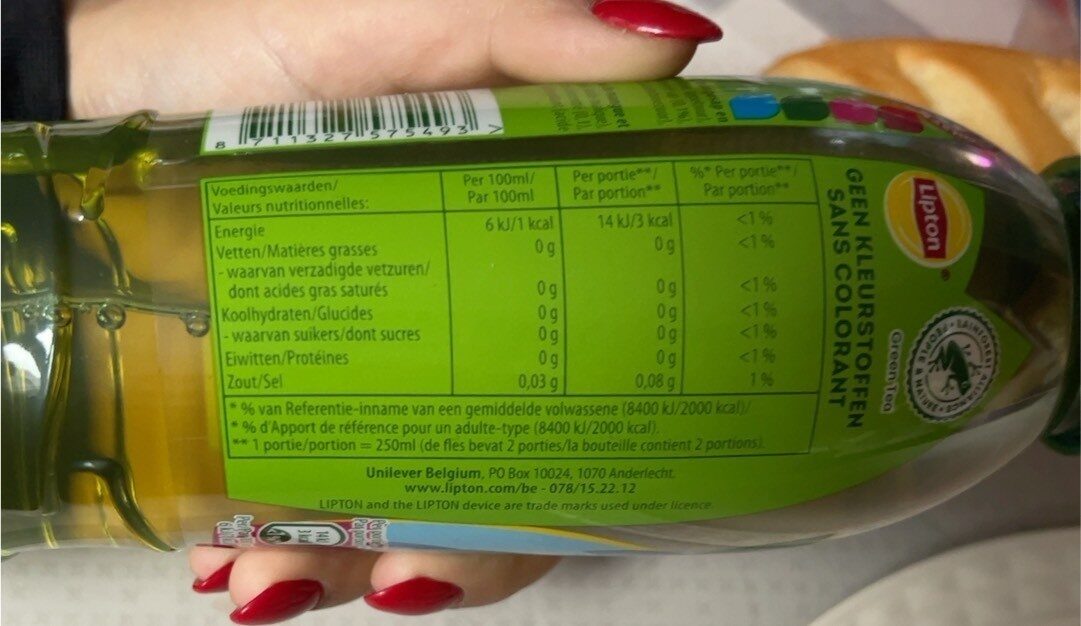 8 711327 575493 >
Voedingswaarden/
Valeurs nutritionnelles:
Per 100ml/
Par 100ml
Per portie**/
Par portion**
%* Per portie**/
Par portion**
Energie 6 kJ/1 kcal 14 kJ/3 kcal <1%
Vetten/Matières grasses 0 g 0 g <1%
- waarvan verzadigde vetzuren/
dont acides gras saturés 0 g 0 g <1%
Koolhydraten/Glucides 0 g 0 g <1%
- waarvan suikers/dont sucres 0 g 0 g <1%
Eiwitten/Protéines 0 g 0 g <1%
Zout/Sel 0,03 g 0,08 g 1%
* % van Referentie-inname van een gemiddelde volwassene (8400 kJ/2000 kcal)/
* % d'Apport de référence pour un adulte-type (8400 kJ/2000 kcal).
** 1 portie/portion = 250ml (de fles bevat 2 porties/la bouteille contient 2 portions).
Unilever Belgium, PO Box 10024, 1070 Anderlecht.
www.lipton.com/be - 078/15.22.12
LIPTON and the LIPTON device are trade marks used under licence.
GEEN KLEURSTOFFEN
SANS COLORANT
Lipton
RAINFOREST ALLIANCE
PEOPLE & NATURE
Green Tea